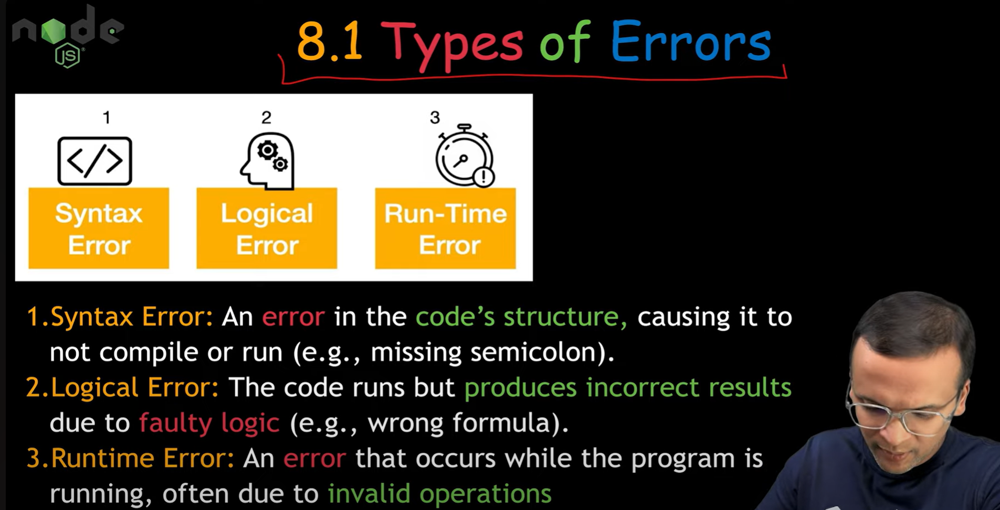 node
JS
8.1 Types of Errors
1
2
3
</>
Syntax
Error
Logical
Error
Run-Time
Error
!
1.Syntax Error: An error in the code’s structure, causing it to
not compile or run (e.g., missing semicolon).
2.Logical Error: The code runs but produces incorrect results
due to faulty logic (e.g., wrong formula).
3.Runtime Error: An error that occurs while the program is
running, often due to invalid operations